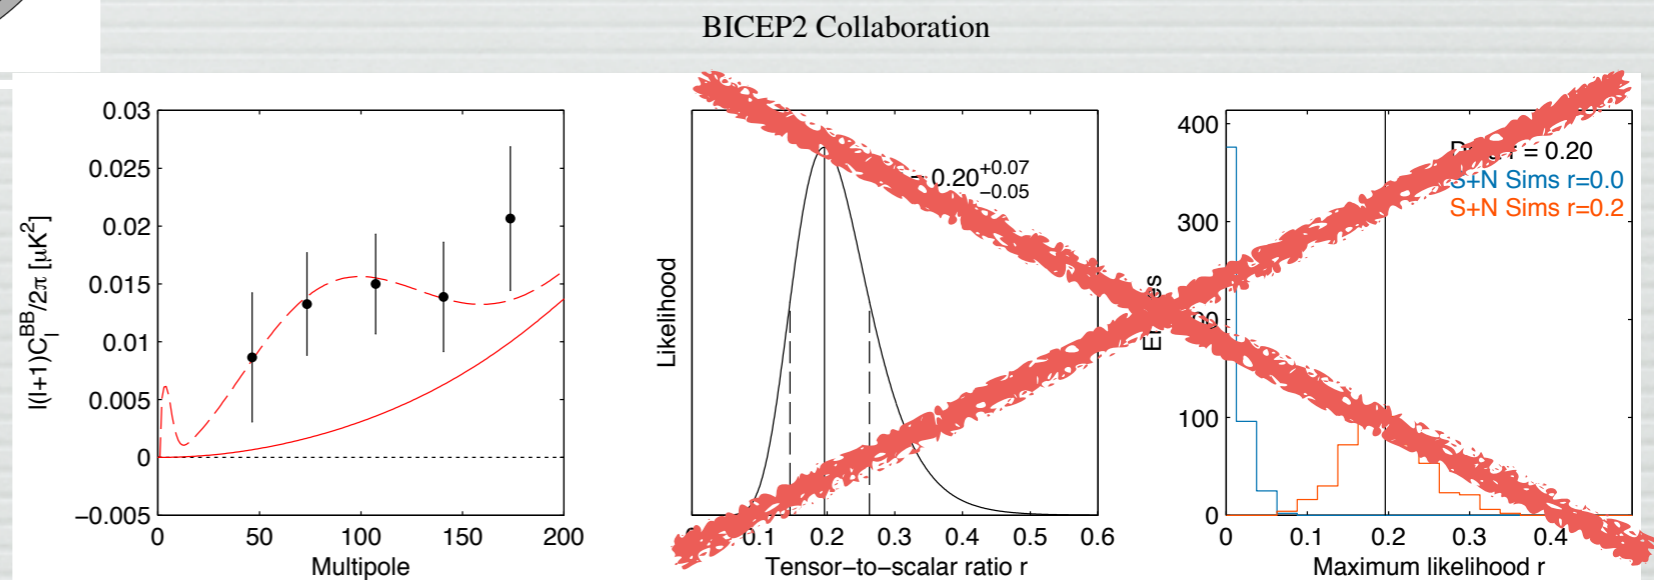 BICEP2 Collaboration
0.03
0.025
0.02
0.015
0.01
0.005
0
−0.005
l(l+1)C_l^{BB}/2π [μK²]
0 50 100 150 200
Multipole
Likelihood
0.20 +0.07 −0.05
0.1 0.2 0.3 0.4 0.5 0.6
Tensor−to−scalar ratio r
400
300
100
0
r = 0.20
S+N Sims r=0.0
S+N Sims r=0.2
0 0.1 0.2 0.3 0.4
Maximum likelihood r